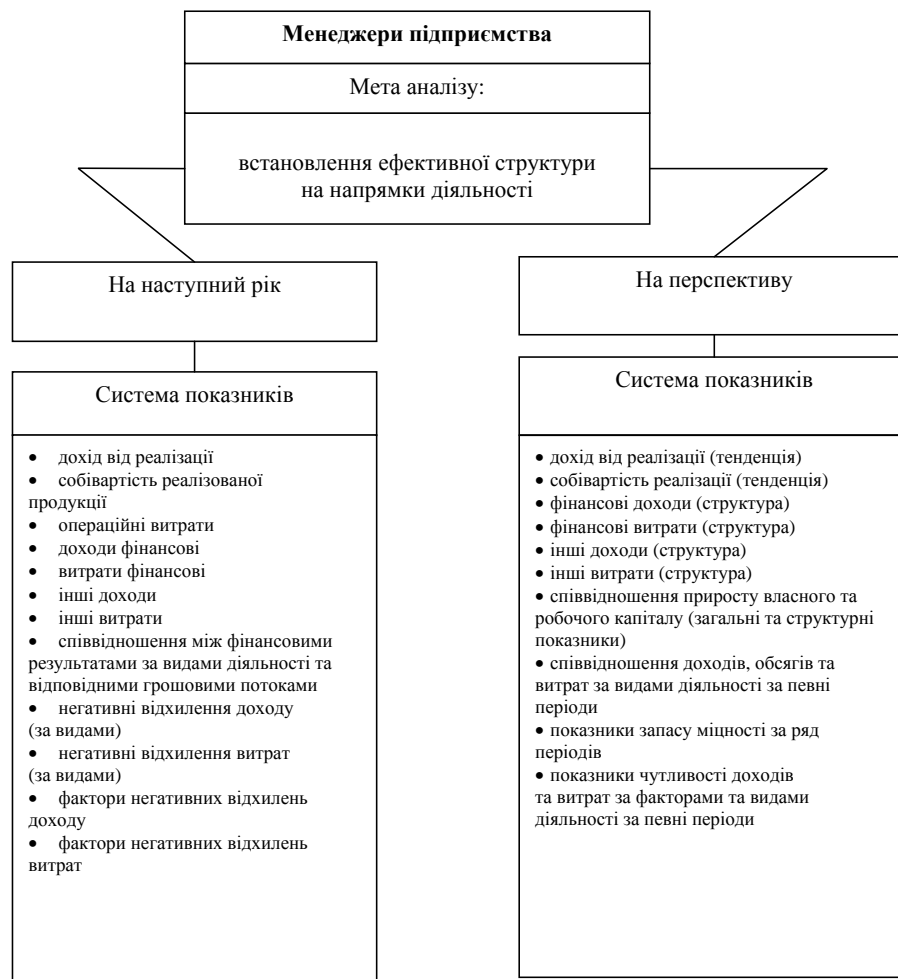 Менеджери підприємства
Мета аналізу:
встановлення ефективної структури
на напрямки діяльності
На наступний рік
Система показників
• дохід від реалізації
• собівартість реалізованої
продукції
• операційні витрати
• доходи фінансові
• витрати фінансові
• інші доходи
• інші витрати
• співвідношення між фінансовими
результатами за видами діяльності та
відповідними грошовими потоками
• негативні відхилення доходу
(за видами)
• негативні відхилення витрат
(за видами)
• фактори негативних відхилень
доходу
• фактори негативних відхилень
витрат
На перспективу
Система показників
• дохід від реалізації (тенденція)
• собівартість реалізації (тенденція)
• фінансові доходи (структура)
• фінансові витрати (структура)
• інші доходи (структура)
• інші витрати (структура)
• співвідношення приросту власного та
робочого капіталу (загальні та структурні
показники)
• співвідношення доходів, обсягів та
витрат за видами діяльності за певні
періоди
• показники запасу міцності за ряд
періодів
• показники чутливості доходів
та витрат за факторами та видами
діяльності за певні періоди